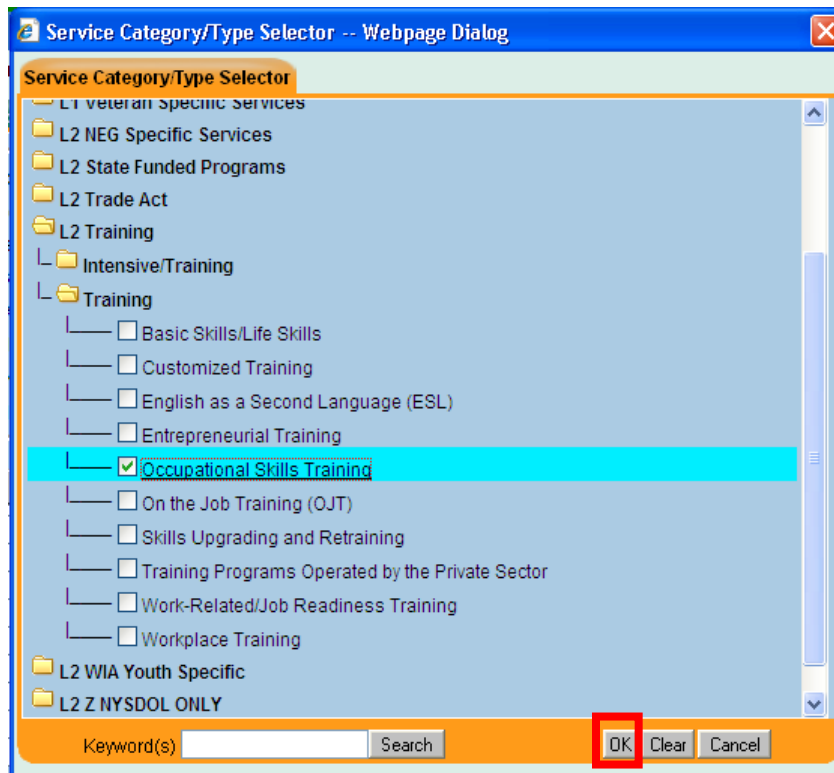 Service Category/Type Selector -- Webpage Dialog
Service Category/Type Selector
L1 Veteran Specific Services
L2 NEG Specific Services
L2 State Funded Programs
L2 Trade Act
L2 Training
Intensive/Training
Training
Basic Skills/Life Skills
Customized Training
English as a Second Language (ESL)
Entrepreneurial Training
Occupational Skills Training
On the Job Training (OJT)
Skills Upgrading and Retraining
Training Programs Operated by the Private Sector
Work-Related/Job Readiness Training
Workplace Training
L2 WIA Youth Specific
L2 Z NYSDOL ONLY
Keyword(s) Search OK Clear Cancel